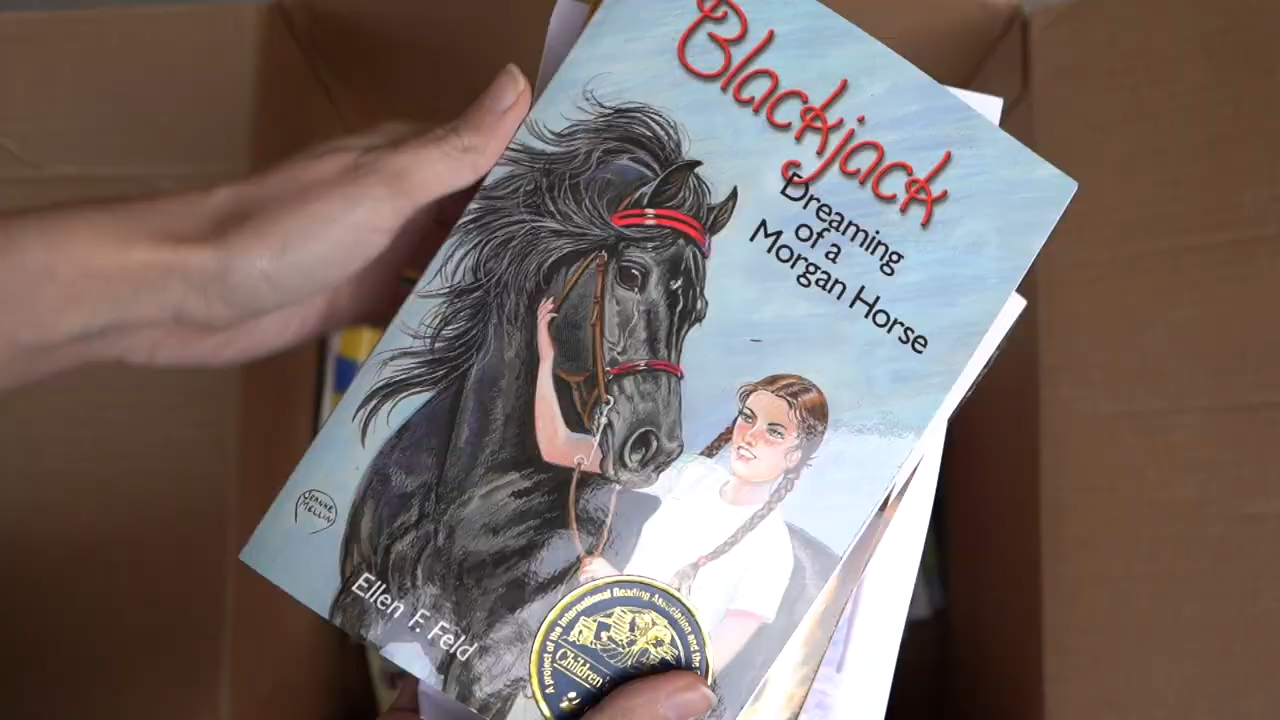 Blackjack
Dreaming
of a
Morgan Horse
JEANNE
MELLIN
Ellen F. Feld
A project of the International Reading Association and the
Children